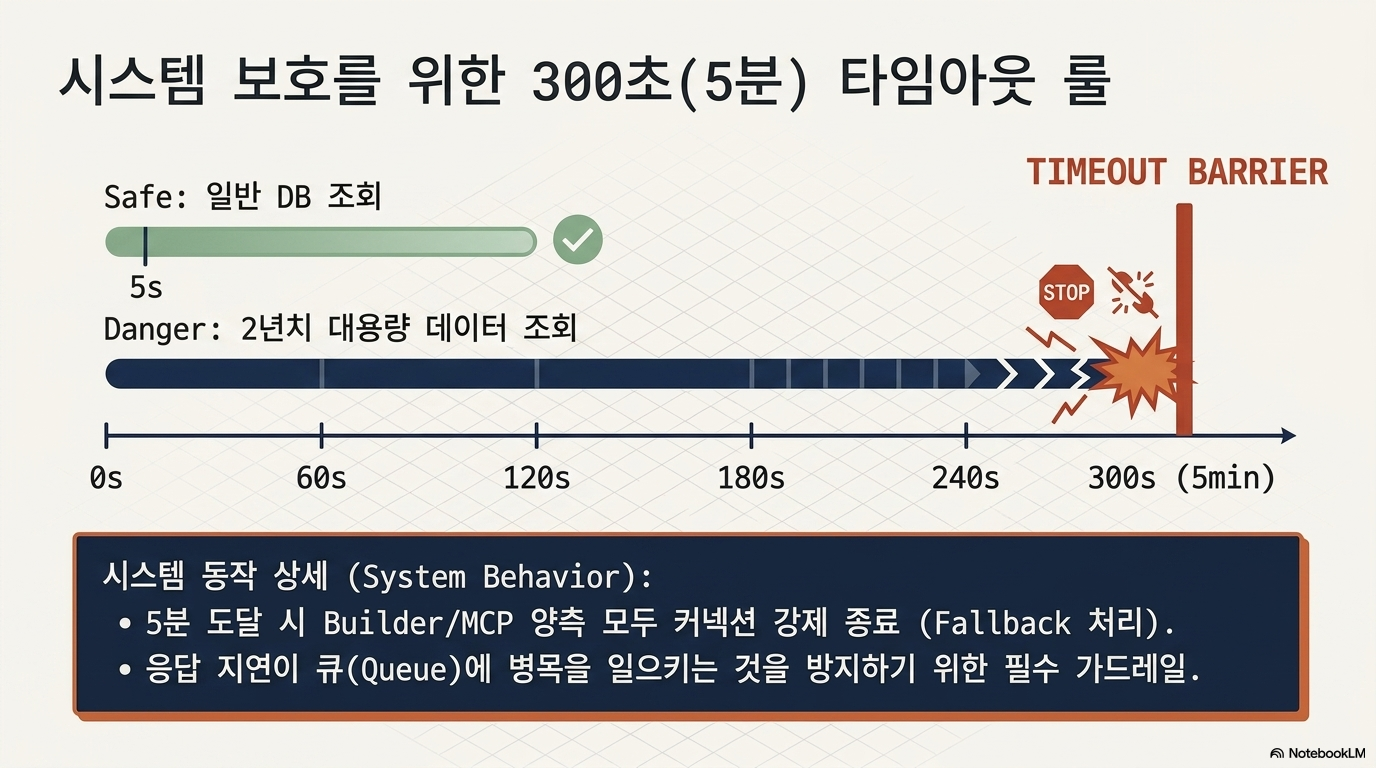 시스템 보호를 위한 300초(5분) 타임아웃 룰
TIMEOUT BARRIER
Safe: 일반 DB 조회
5s
STOP
Danger: 2년치 대용량 데이터 조회
0s
60s
120s
180s
240s
300s (5min)
시스템 동작 상세 (System Behavior):
• 5분 도달 시 Builder/MCP 양측 모두 커넥션 강제 종료 (Fallback 처리).
• 응답 지연이 큐(Queue)에 병목을 일으키는 것을 방지하기 위한 필수 가드레일.
NotebookLM